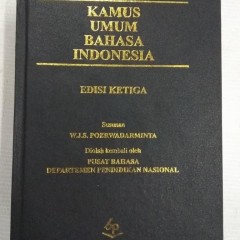 KAMUS
UMUM
BAHASA
INDONESIA
EDISI KETIGA
Susunan
W.J.S. POERWADARMINTA
Diolah kembali oleh
PUSAT BAHASA
DEPARTEMEN PENDIDIKAN NASIONAL